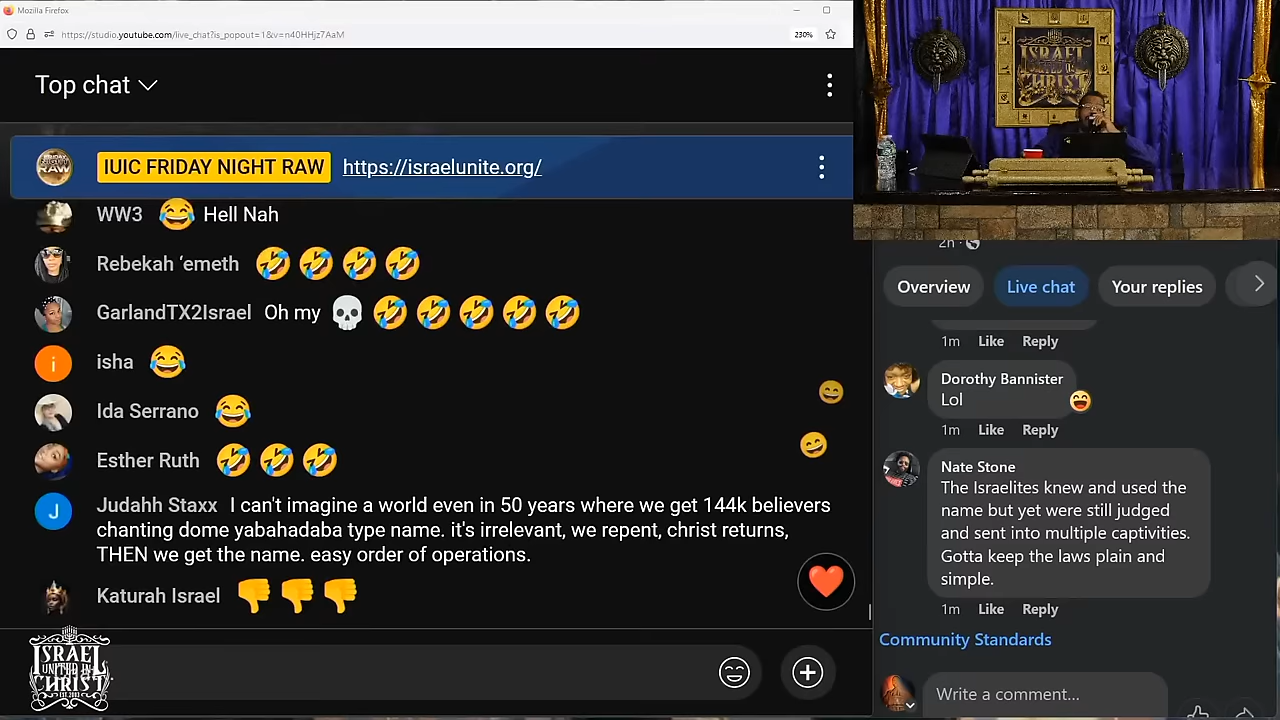 Mozilla Firefox
https://studio.youtube.com/live_chat?is_popout=1&v=n40HHjz7AaM
230%
Top chat
IUIC FRIDAY NIGHT RAW https://israelunite.org/
WW3 😂 Hell Nah
Rebekah ‘emeth 🤣🤣🤣🤣
GarlandTX2Israel Oh my 💀🤣🤣🤣🤣🤣
i
isha 😂
Ida Serrano 😂
Esther Ruth 🤣🤣🤣
J
Judahh Staxx I can't imagine a world even in 50 years where we get 144k believers
chanting dome yabahadaba type name. it's irrelevant, we repent, christ returns,
THEN we get the name. easy order of operations.
Katurah Israel 👎👎👎
ISRAEL
UNITED IN
CHRIST
EST. 2003
ISRAEL
UNITED IN
CHRIST
2h
Overview Live chat Your replies
1m Like Reply
Dorothy Bannister
Lol
1m Like Reply
Nate Stone
The Israelites knew and used the
name but yet were still judged
and sent into multiple captivities.
Gotta keep the laws plain and
simple.
1m Like Reply
Community Standards
Write a comment...